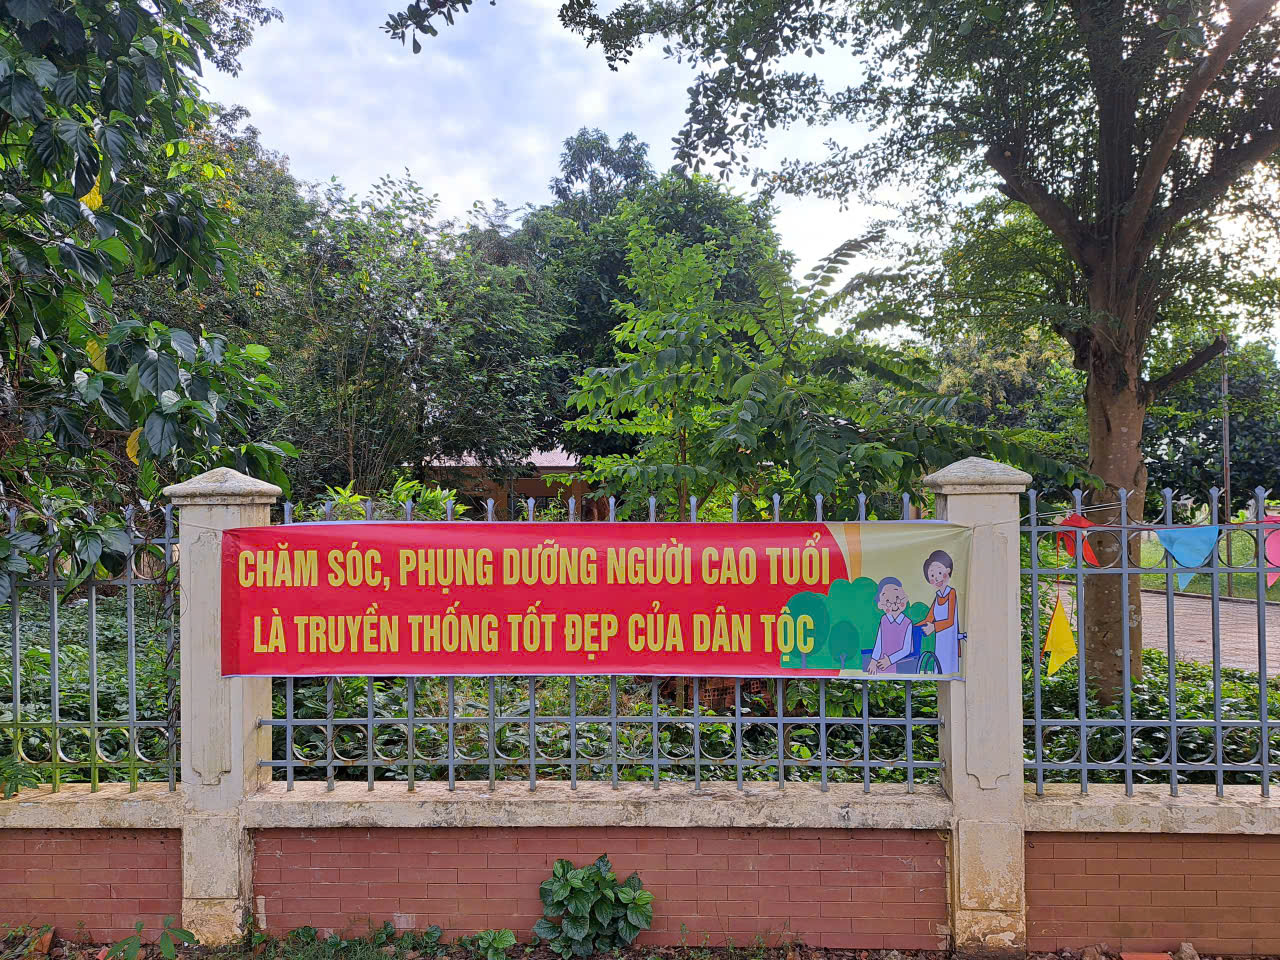 CHĂM SÓC, PHỤNG DƯỠNG NGƯỜI CAO TUỔI
LÀ TRUYỀN THỐNG TỐT ĐẸP CỦA DÂN TỘC